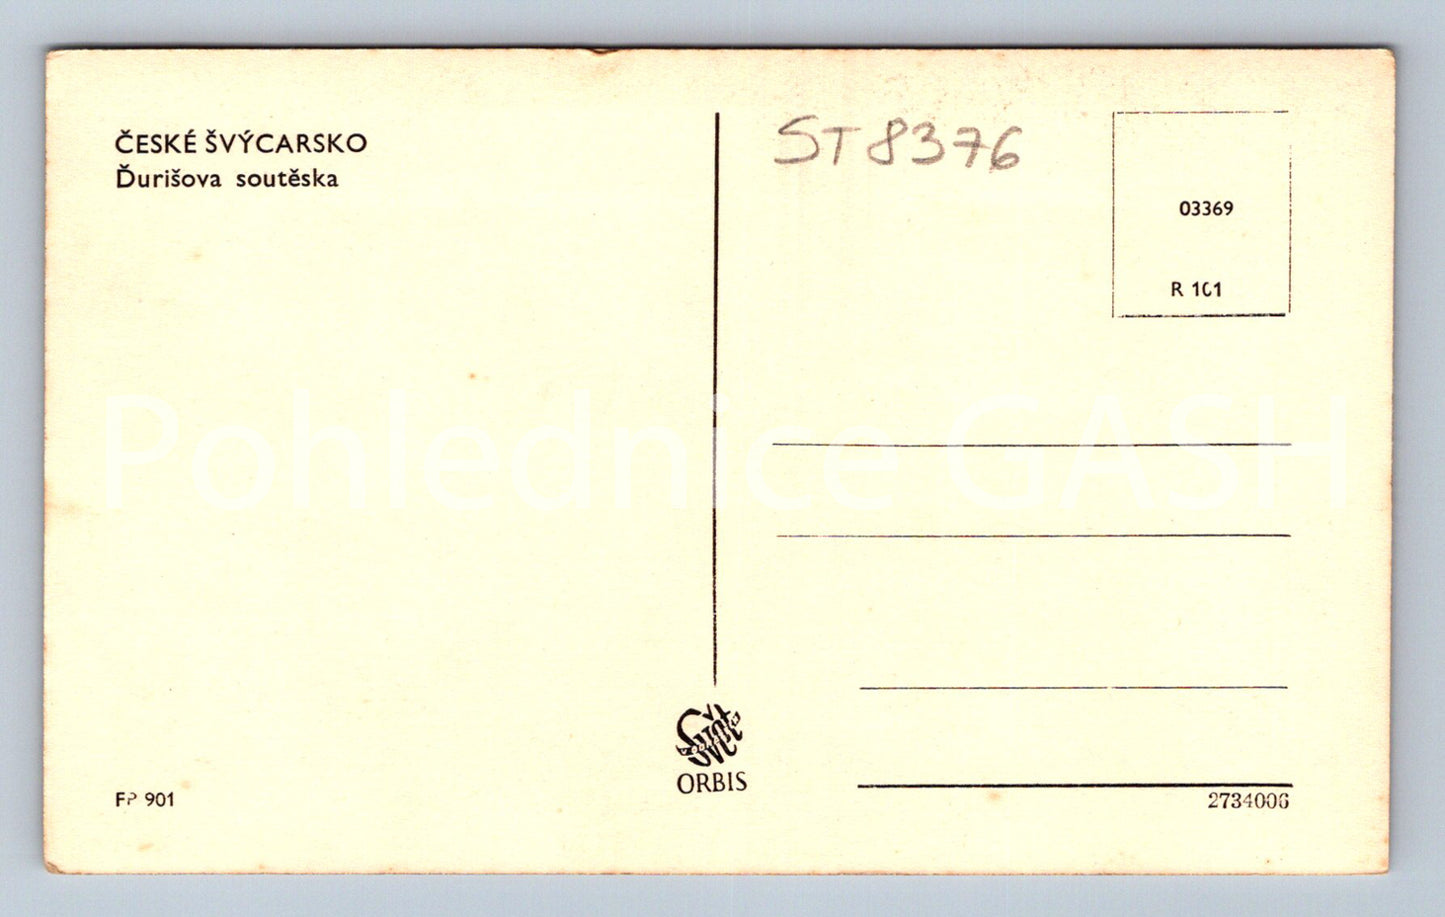 ČESKÉ ŠVÝCARSKO
Ďurišova soutěska
ST8376
03369
R 101
Pohlednice GASH
Svět
ORBIS
FP 901
2734006